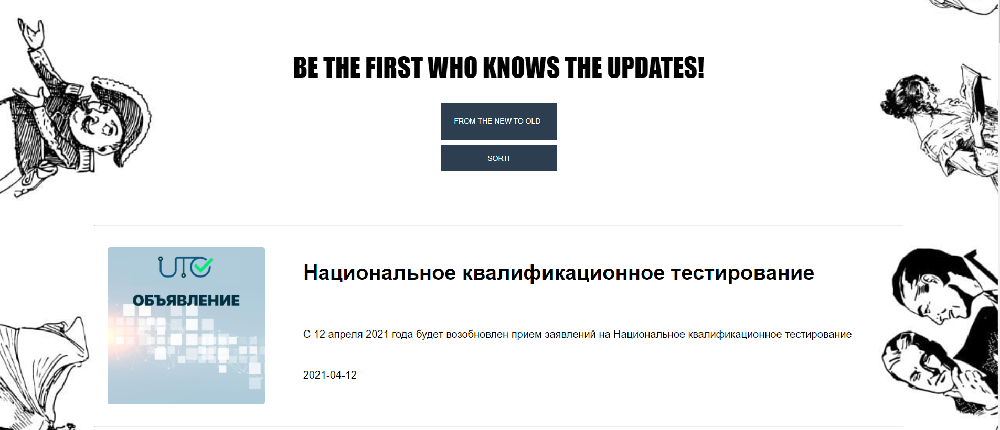 BE THE FIRST WHO KNOWS THE UPDATES!
FROM THE NEW TO OLD
SORT!
UTO
ОБЪЯВЛЕНИЕ
Национальное квалификационное тестирование
С 12 апреля 2021 года будет возобновлен прием заявлений на Национальное квалификационное тестирование
2021-04-12